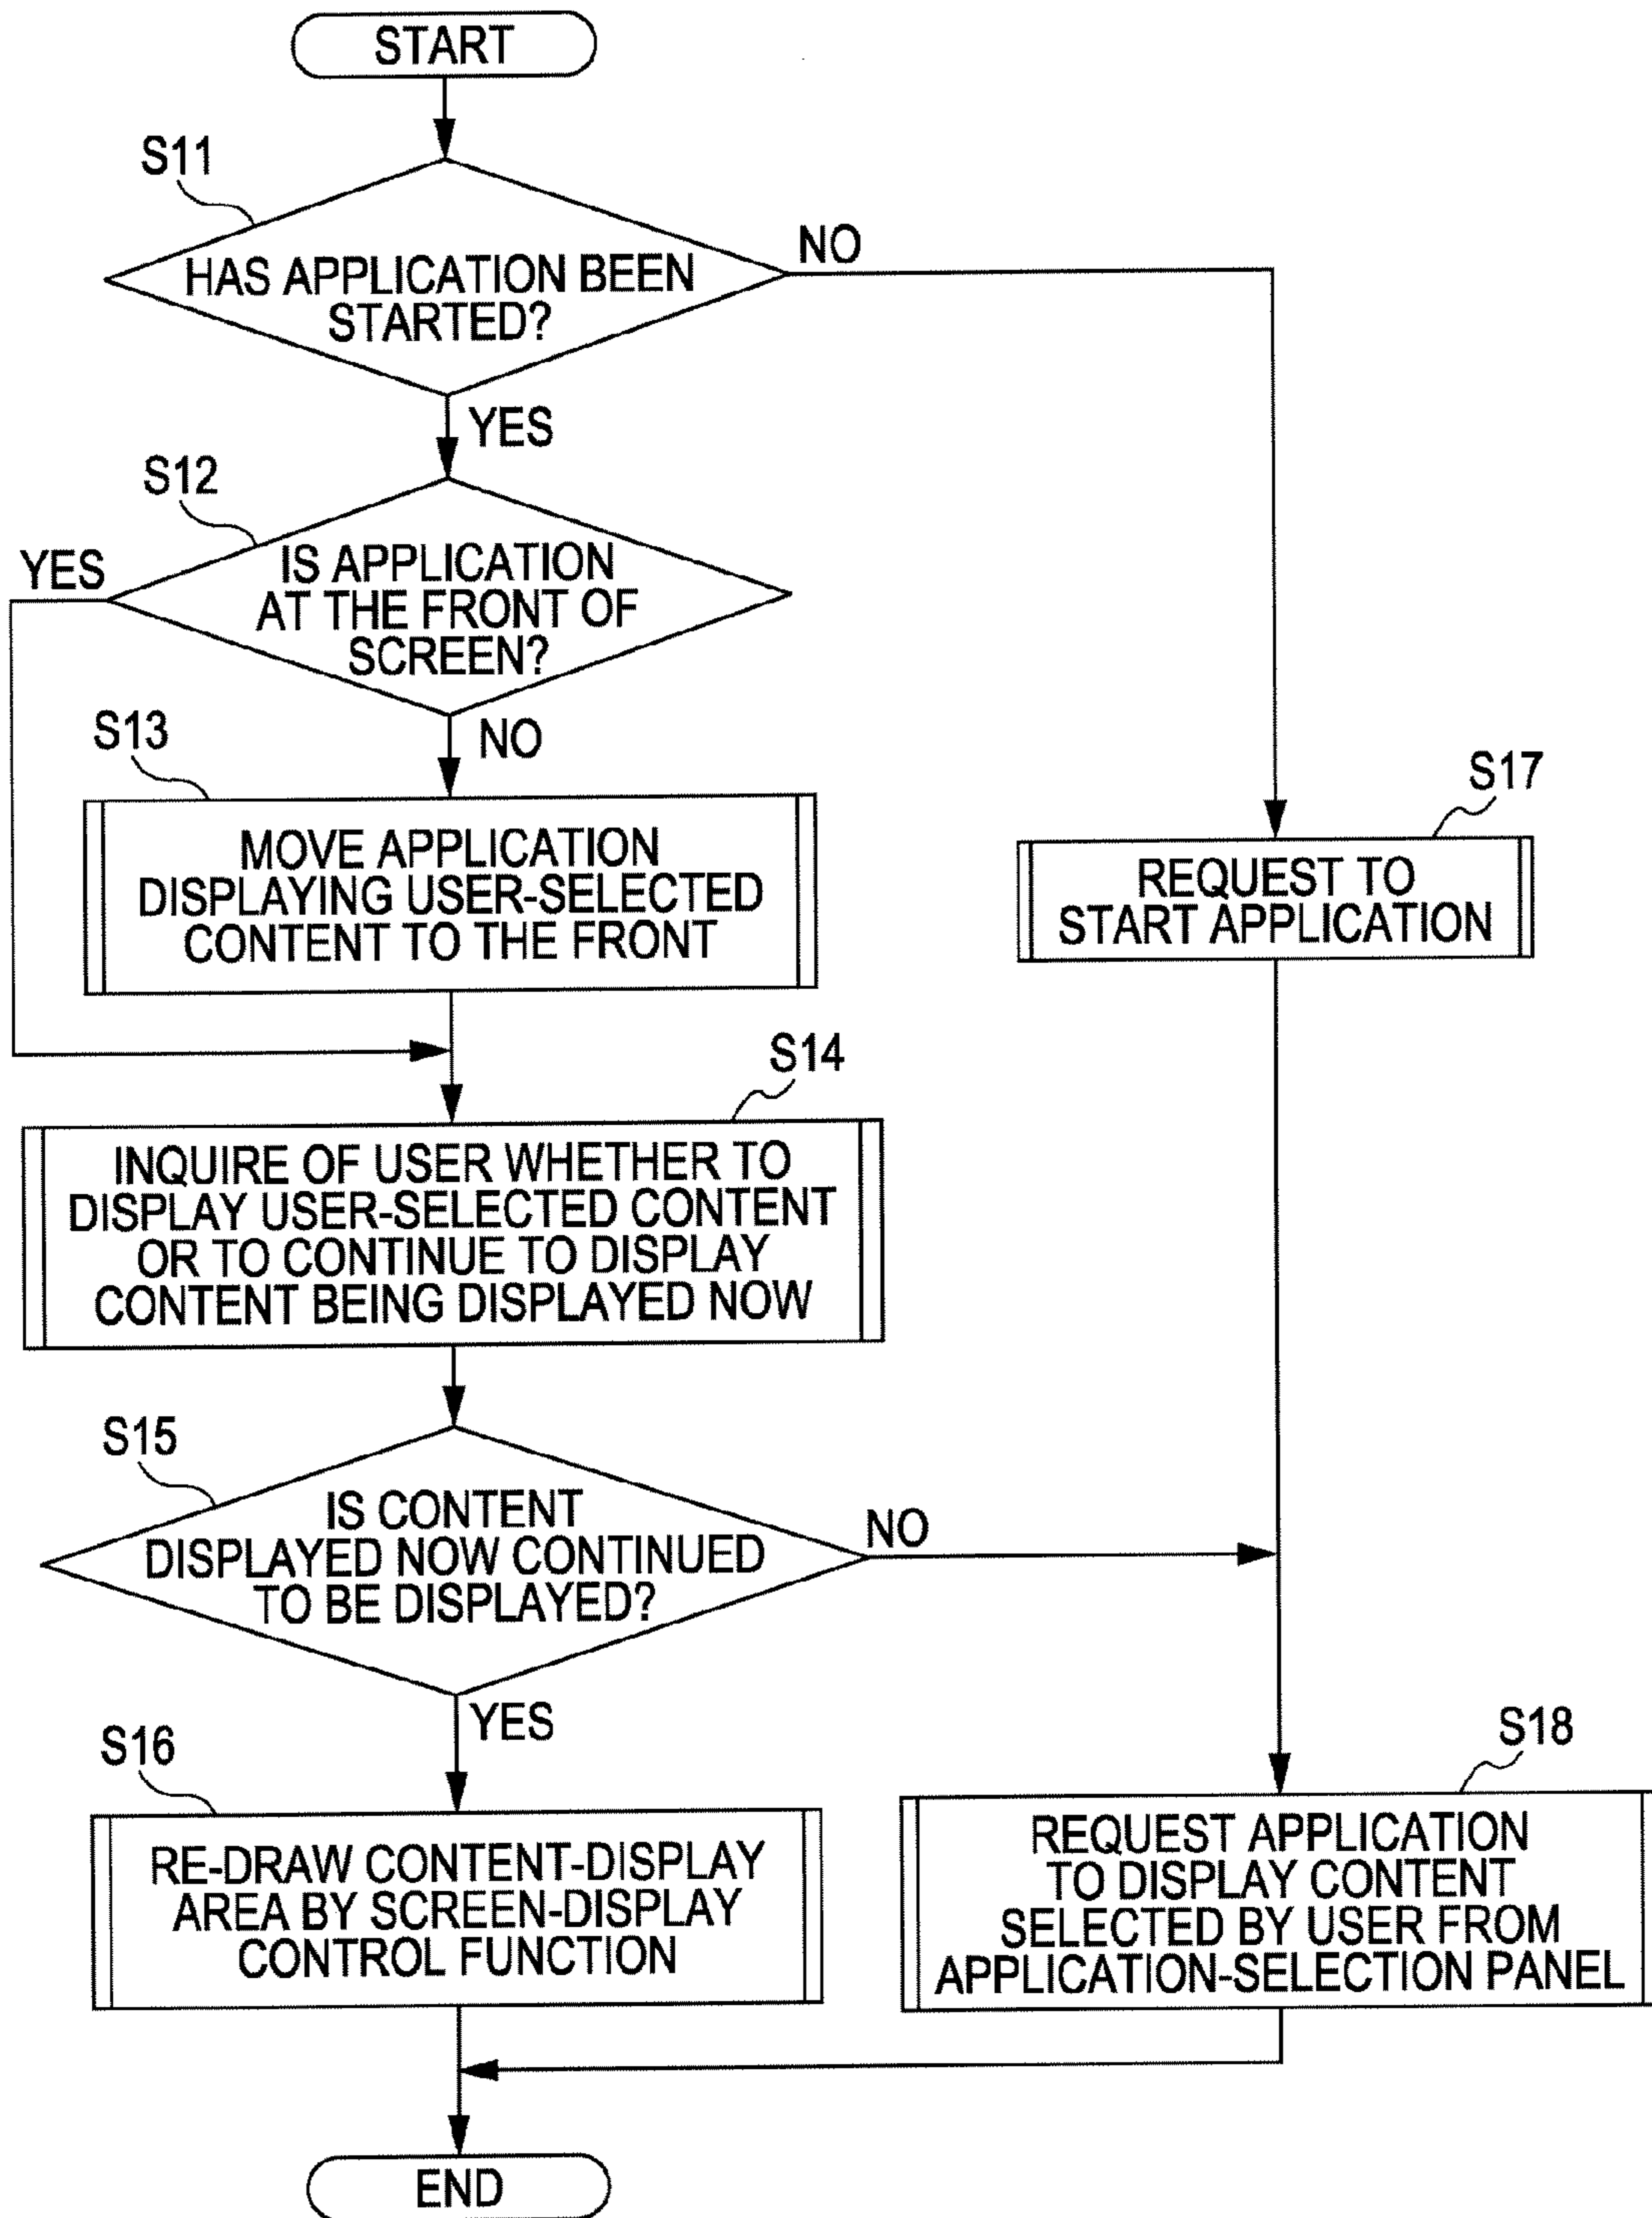 START
S11
HAS APPLICATION BEEN
STARTED?
NO
YES
S12
IS APPLICATION
AT THE FRONT OF
SCREEN?
YES
NO
S13
MOVE APPLICATION
DISPLAYING USER-SELECTED
CONTENT TO THE FRONT
S17
REQUEST TO
START APPLICATION
S14
INQUIRE OF USER WHETHER TO
DISPLAY USER-SELECTED CONTENT
OR TO CONTINUE TO DISPLAY
CONTENT BEING DISPLAYED NOW
S15
IS CONTENT
DISPLAYED NOW CONTINUED
TO BE DISPLAYED?
NO
YES
S16
RE-DRAW CONTENT-DISPLAY
AREA BY SCREEN-DISPLAY
CONTROL FUNCTION
S18
REQUEST APPLICATION
TO DISPLAY CONTENT
SELECTED BY USER FROM
APPLICATION-SELECTION PANEL
END